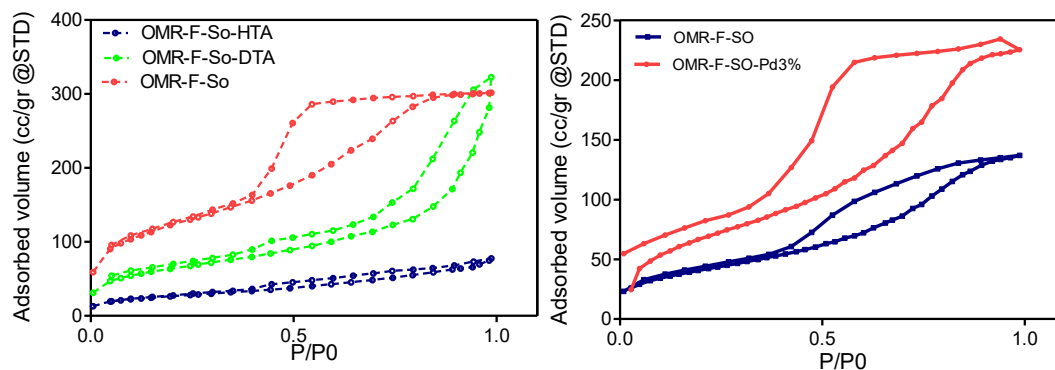 Adsorbed volume (cc/gr @STD)
400
300
200
100
0
OMR-F-So-HTA
OMR-F-So-DTA
OMR-F-So
0.0
0.5
1.0
P/P0
Adsorbed volume (cc/gr @STD)
250
200
150
100
50
0
OMR-F-SO
OMR-F-SO-Pd3%
0.0
0.5
1.0
P/P0